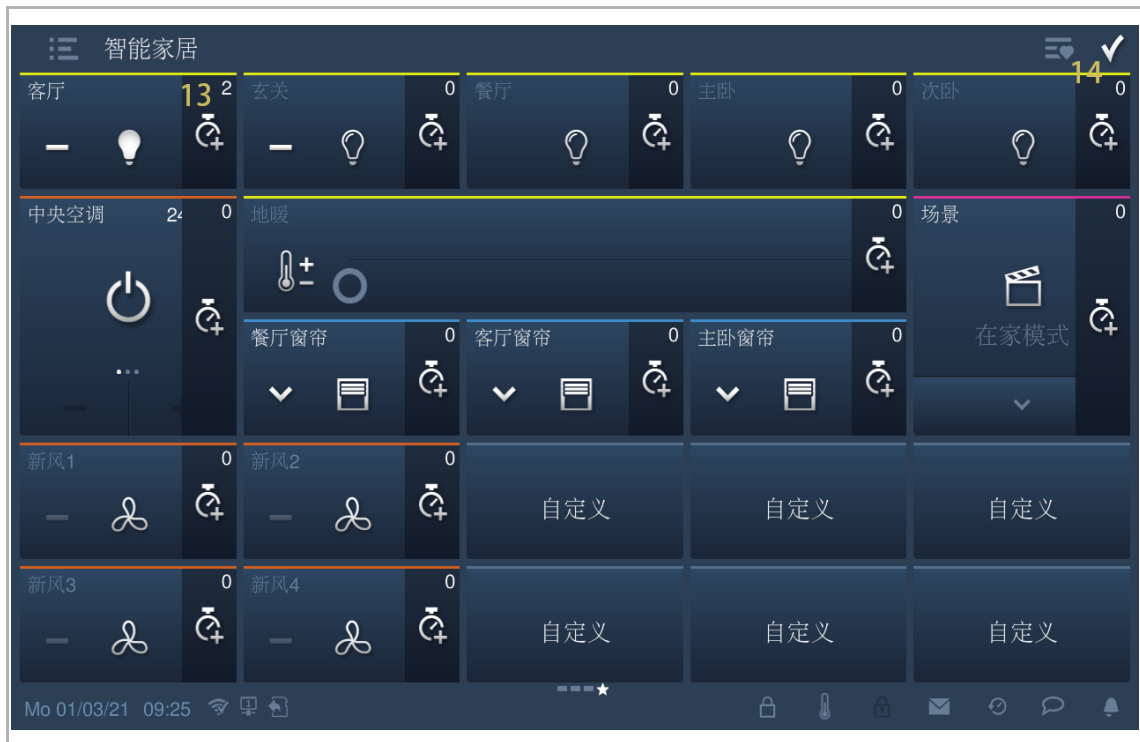 智能家居
14
客厅 13 2 玄关 0 餐厅 0 主卧 0 次卧 0
中央空调 24 0 地暖 0 场景 0
在家模式
餐厅窗帘 0 客厅窗帘 0 主卧窗帘 0
新风1 0 新风2 0 自定义 自定义 自定义
新风3 0 新风4 0 自定义 自定义 自定义
Mo 01/03/21 09:25 1